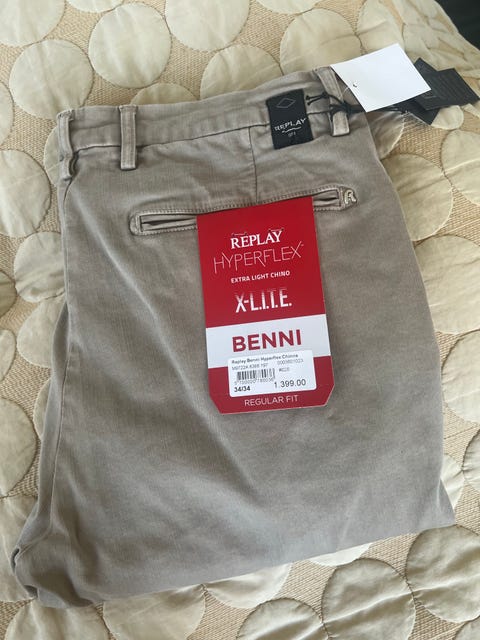 REPLAY
REPLAY
HYPERFLEX
EXTRA LIGHT CHINO
X-L.I.T.E.
BENNI
Replay Benni Hyperflex Chinos
34/34
1.399.00
REGULAR FIT